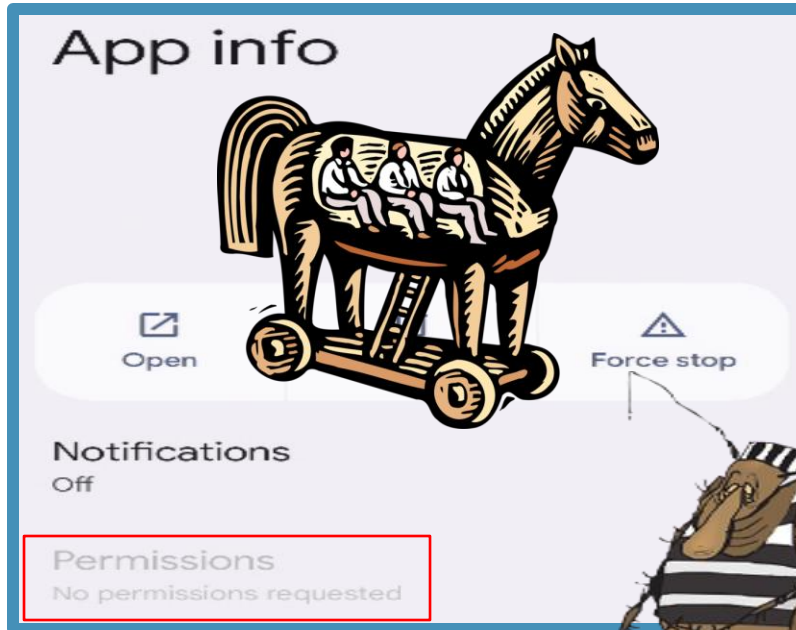 App info
Open
Force stop
Notifications
Off
Permissions
No permissions requested